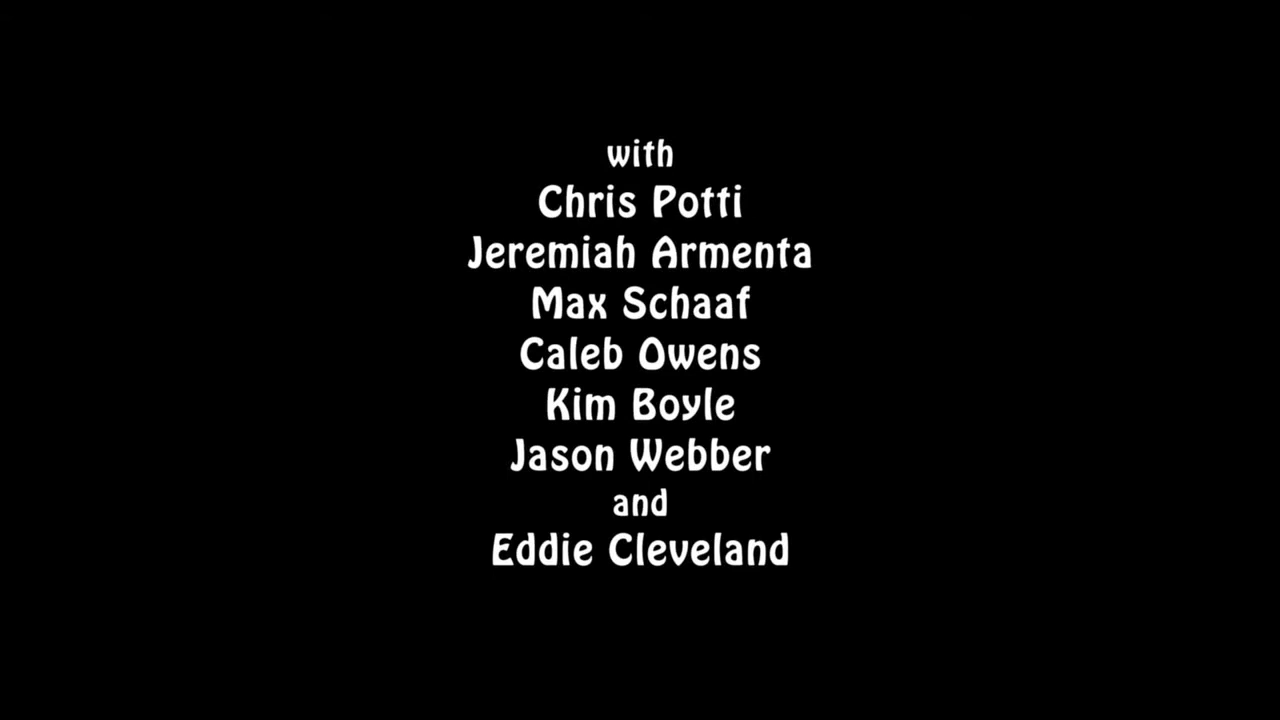 with
Chris Potti
Jeremiah Armenta
Max Schaaf
Caleb Owens
Kim Boyle
Jason Webber
and
Eddie Cleveland